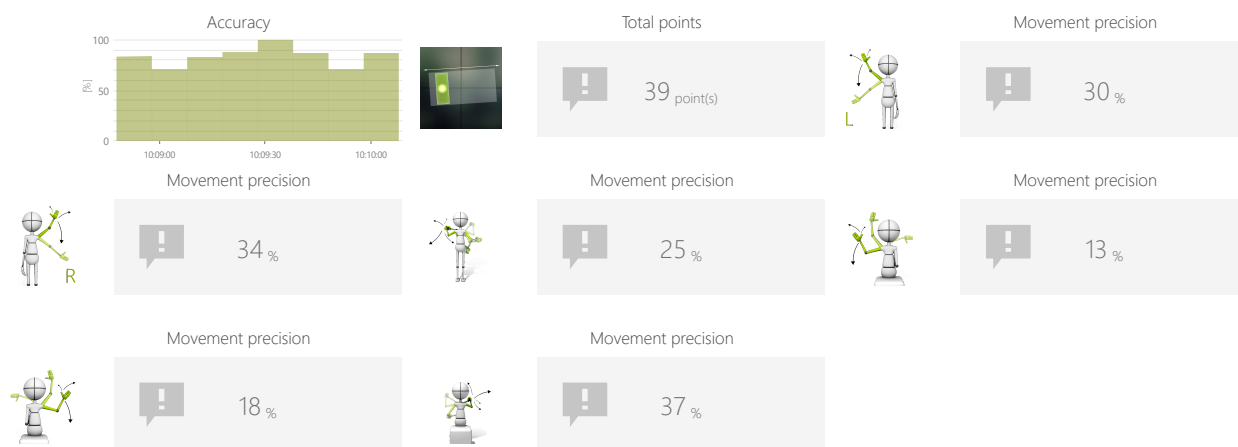 Accuracy
Total points
Movement precision
100
[%]
50
0
10:09:00
10:09:30
10:10:00
39 point(s)
L
30 %
Movement precision
Movement precision
Movement precision
R
34 %
25 %
13 %
Movement precision
Movement precision
18 %
37 %